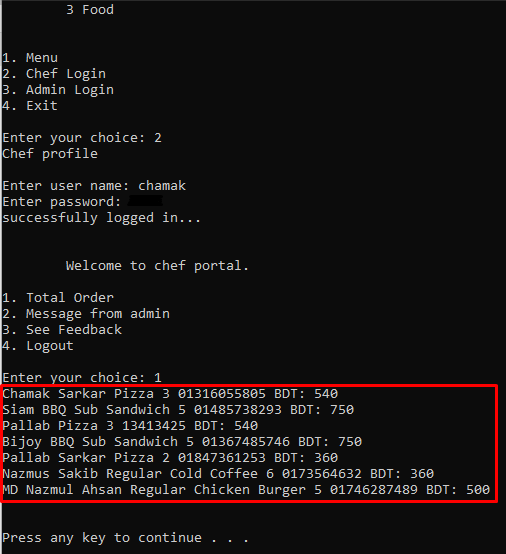 3 Food
1. Menu
2. Chef Login
3. Admin Login
4. Exit
Enter your choice: 2
Chef profile
Enter user name: chamak
Enter password:
successfully logged in...
Welcome to chef portal.
1. Total Order
2. Message from admin
3. See Feedback
4. Logout
Enter your choice: 1
Chamak Sarkar Pizza 3 01316055805 BDT: 540
Siam BBQ Sub Sandwich 5 01485738293 BDT: 750
Pallab Pizza 3 13413425 BDT: 540
Bijoy BBQ Sub Sandwich 5 01367485746 BDT: 750
Pallab Sarkar Pizza 2 01847361253 BDT: 360
Nazmus Sakib Regular Cold Coffee 6 0173564632 BDT: 360
MD Nazmul Ahsan Regular Chicken Burger 5 01746287489 BDT: 500
Press any key to continue . . .